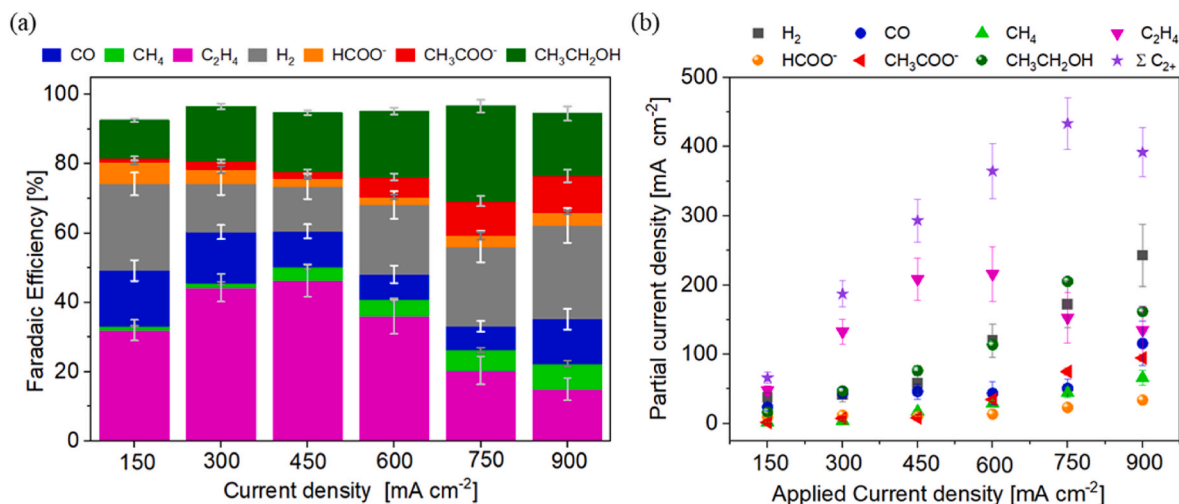 (a)
CO CH₄ C₂H₄ H₂ HCOO⁻ CH₃COO⁻ CH₃CH₂OH
Faradaic Efficiency [%]
100
80
60
40
20
0
150 300 450 600 750 900
Current density [mA cm⁻²]
(b)
H₂ CO CH₄ C₂H₄
HCOO⁻ CH₃COO⁻ CH₃CH₂OH Σ C₂₊
Partial current density [mA cm⁻²]
500
400
300
200
100
0
150 300 450 600 750 900
Applied Current density [mA cm⁻²]